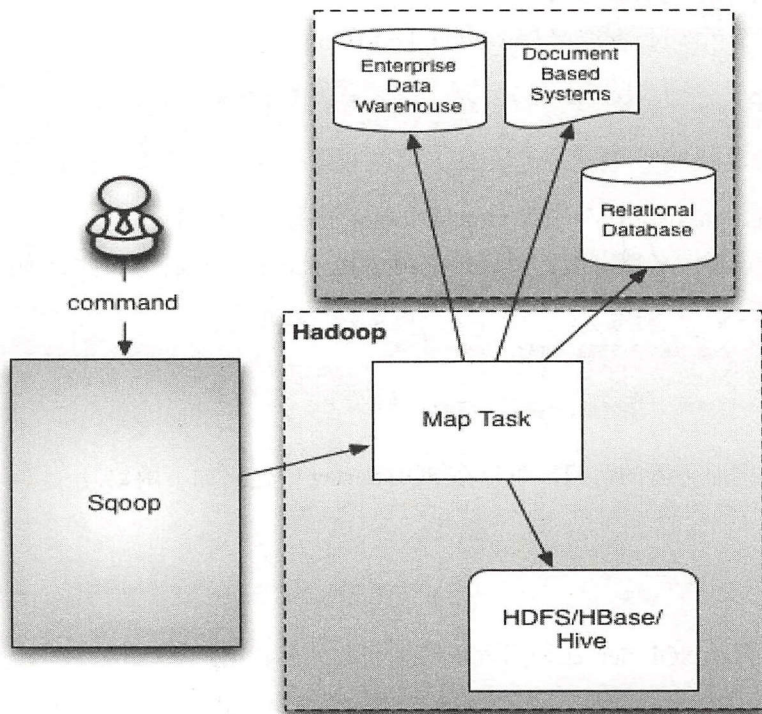 Enterprise
Data
Warehouse
Document
Based
Systems
Relational
Database
command
Hadoop
Map Task
Sqoop
HDFS/HBase/
Hive